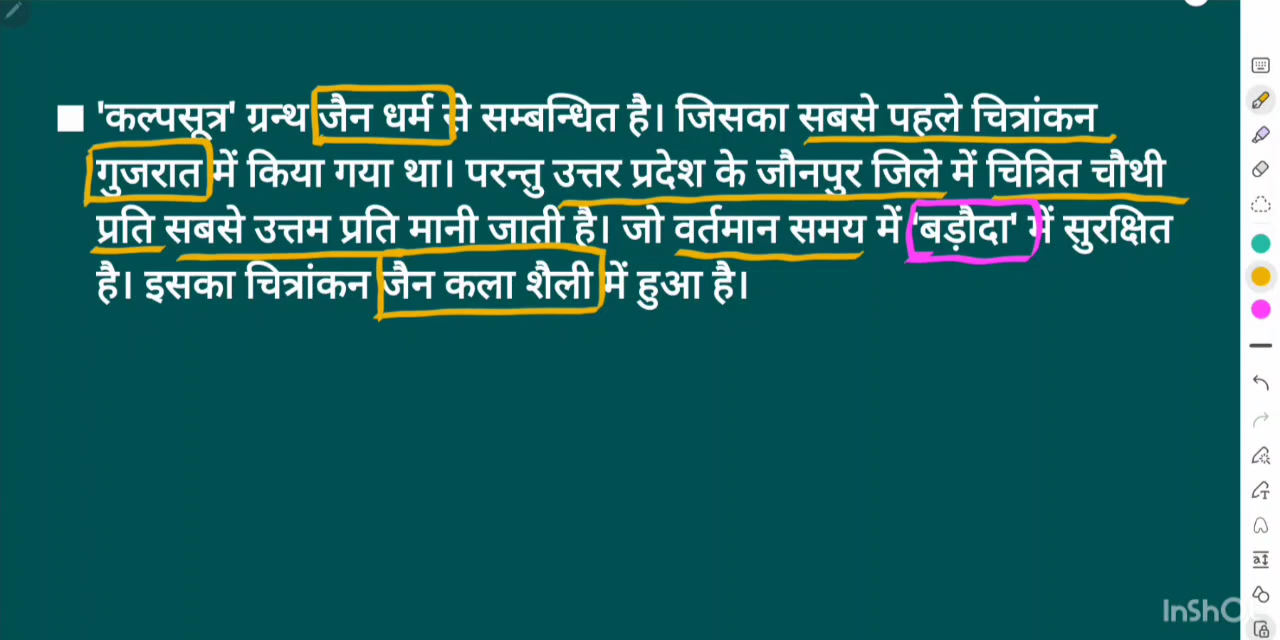 'कल्पसूत्र' ग्रन्थ जैन धर्म से सम्बन्धित है। जिसका सबसे पहले चित्रांकन
गुजरात में किया गया था। परन्तु उत्तर प्रदेश के जौनपुर जिले में चित्रित चौथी
प्रति सबसे उत्तम प्रति मानी जाती है। जो वर्तमान समय में 'बड़ौदा' में सुरक्षित
है। इसका चित्रांकन जैन कला शैली में हुआ है।